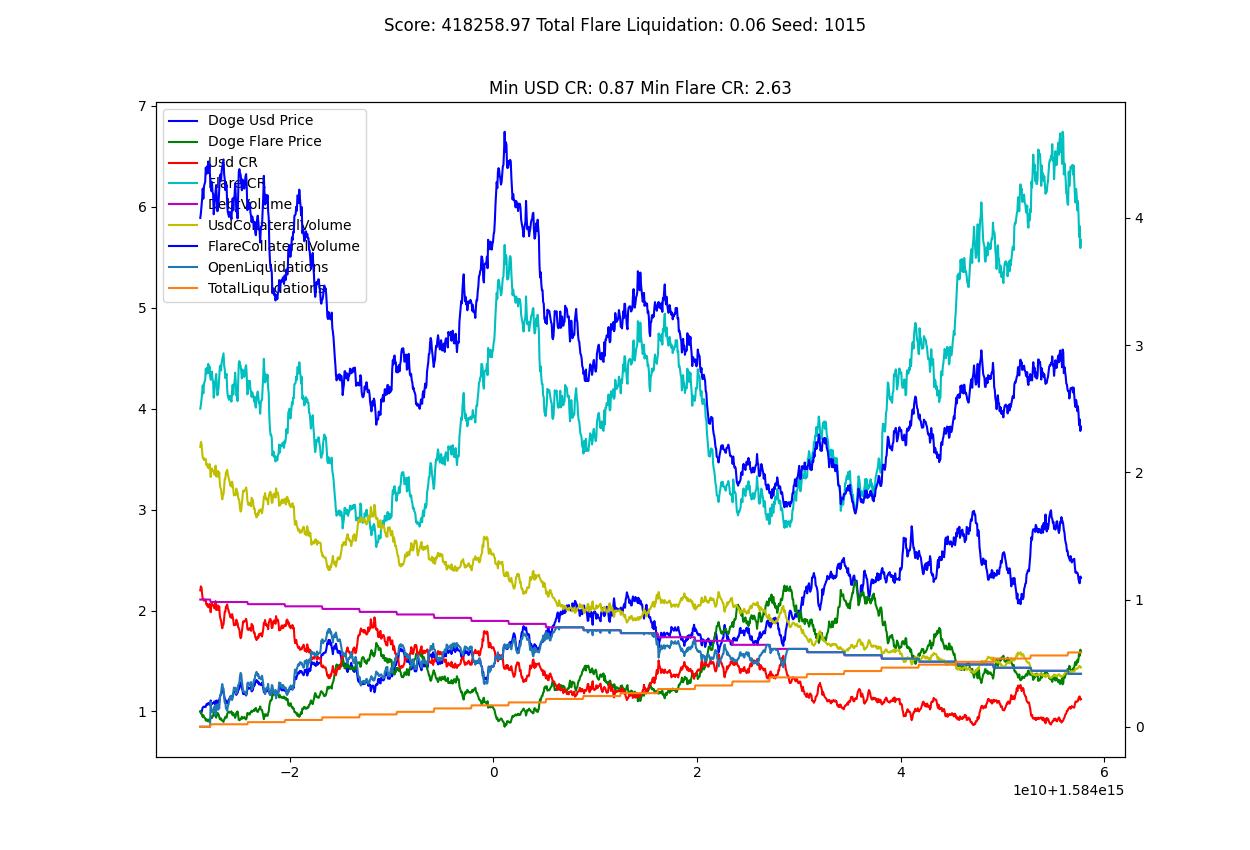 Score: 418258.97 Total Flare Liquidation: 0.06 Seed: 1015
Min USD CR: 0.87 Min Flare CR: 2.63
7
6
5
4
3
2
1
Doge Usd Price
Doge Flare Price
Usd CR
Flare CR
DebtVolume
UsdCollateralVolume
FlareCollateralVolume
OpenLiquidations
TotalLiquidations
4
3
2
1
0
−2
0
2
4
6
1e10+1.584e15